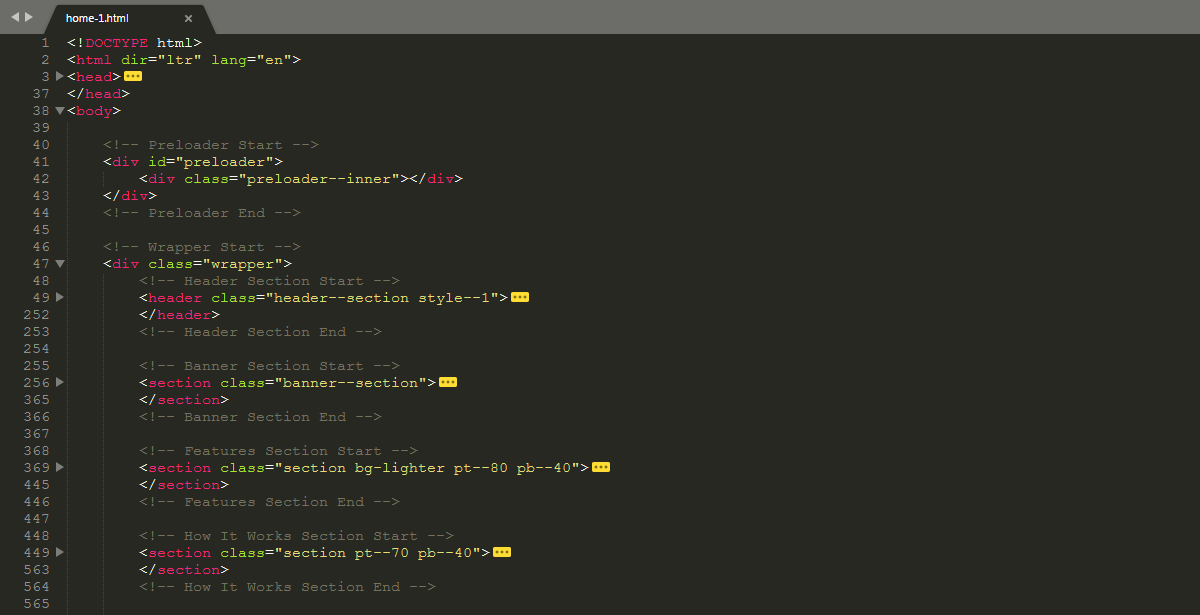 home-1.html
1 <!DOCTYPE html>
2 <html dir="ltr" lang="en">
3 <head>
37 </head>
38 <body>
39
40 <!-- Preloader Start -->
41 <div id="preloader">
42 <div class="preloader--inner"></div>
43 </div>
44 <!-- Preloader End -->
45
46 <!-- Wrapper Start -->
47 <div class="wrapper">
48 <!-- Header Section Start -->
49 <header class="header--section style--1">
252 </header>
253 <!-- Header Section End -->
254
255 <!-- Banner Section Start -->
256 <section class="banner--section">
365 </section>
366 <!-- Banner Section End -->
367
368 <!-- Features Section Start -->
369 <section class="section bg-lighter pt--80 pb--40">
445 </section>
446 <!-- Features Section End -->
447
448 <!-- How It Works Section Start -->
449 <section class="section pt--70 pb--40">
563 </section>
564 <!-- How It Works Section End -->
565